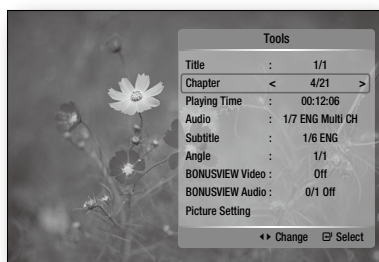 Tools
Title : 1/1
Chapter < 4/21 >
Playing Time : 00:12:06
Audio : 1/7 ENG Multi CH
Subtitle : 1/6 ENG
Angle : 1/1
BONUSVIEW Video : Off
BONUSVIEW Audio : 0/1 Off
Picture Setting
◂▸ Change Select